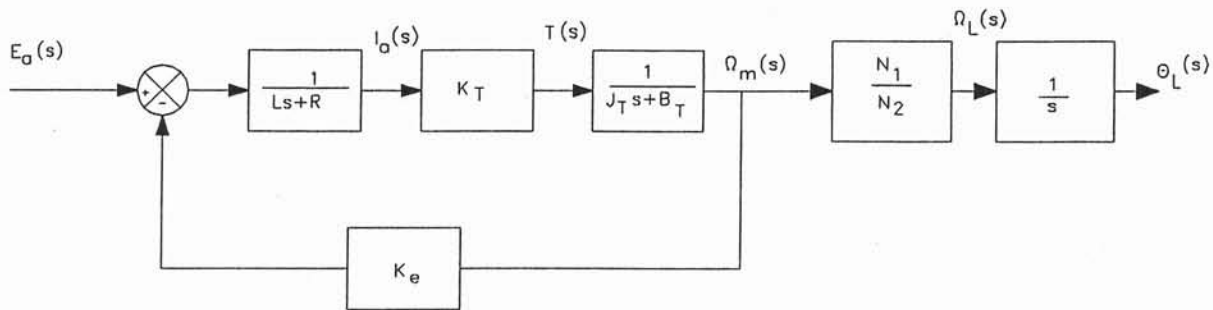 E_a(s)
+
-
1
Ls+R
I_a(s)
K_T
T(s)
1
J_T s+B_T
Ω_m(s)
N_1
N_2
Ω_L(s)
1
s
Θ_L(s)
K_e